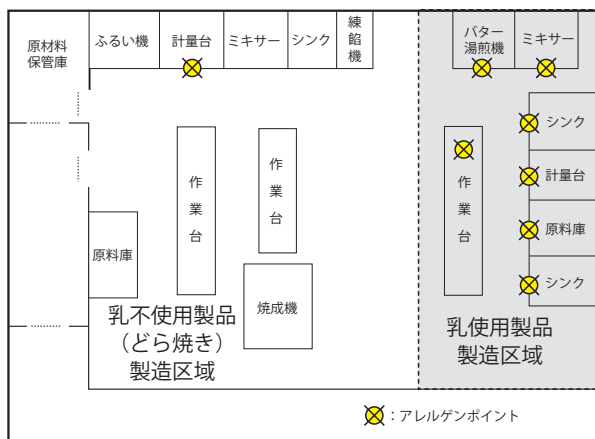 原材料
保管庫
ふるい機
計量台
ミキサー
シンク
練
餡
機
バター
湯煎機
ミキサー
シンク
計量台
原料庫
シンク
作
業
台
作
業
台
作
業
台
原料庫
焼成機
乳不使用製品
（どら焼き）
製造区域
乳使用製品
製造区域
：アレルゲンポイント